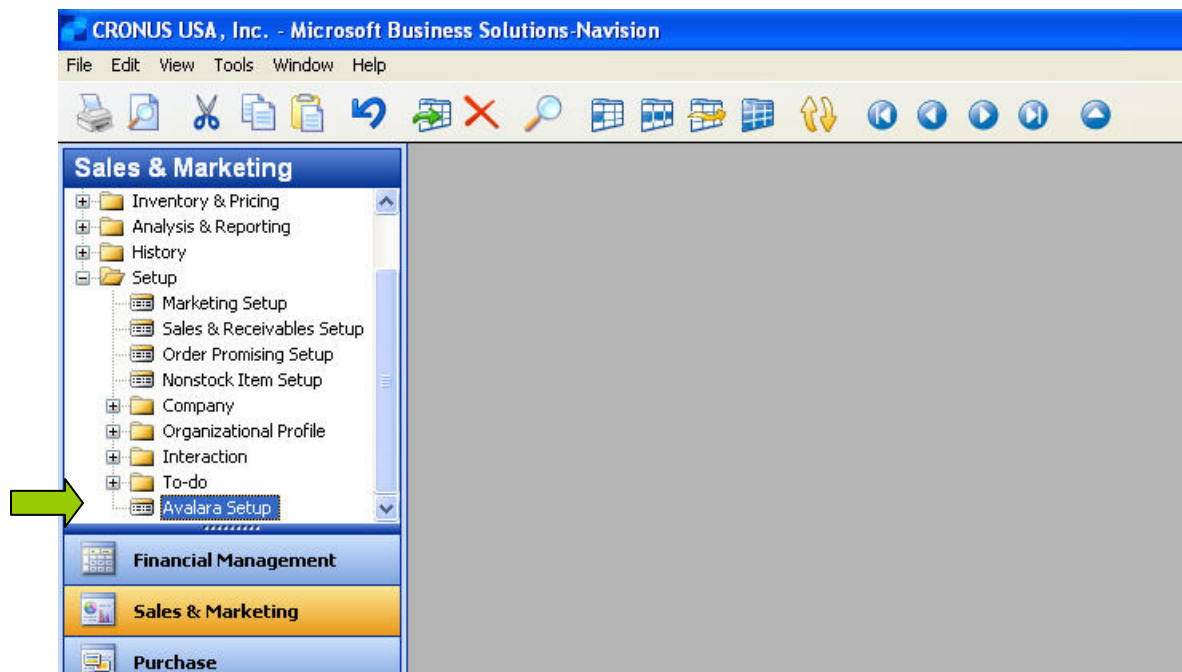 CRONUS USA, Inc. - Microsoft Business Solutions-Navision
File Edit View Tools Window Help
Sales & Marketing
Inventory & Pricing
Analysis & Reporting
History
Setup
Marketing Setup
Sales & Receivables Setup
Order Promising Setup
Nonstock Item Setup
Company
Organizational Profile
Interaction
To-do
Avalara Setup
Financial Management
Sales & Marketing
Purchase